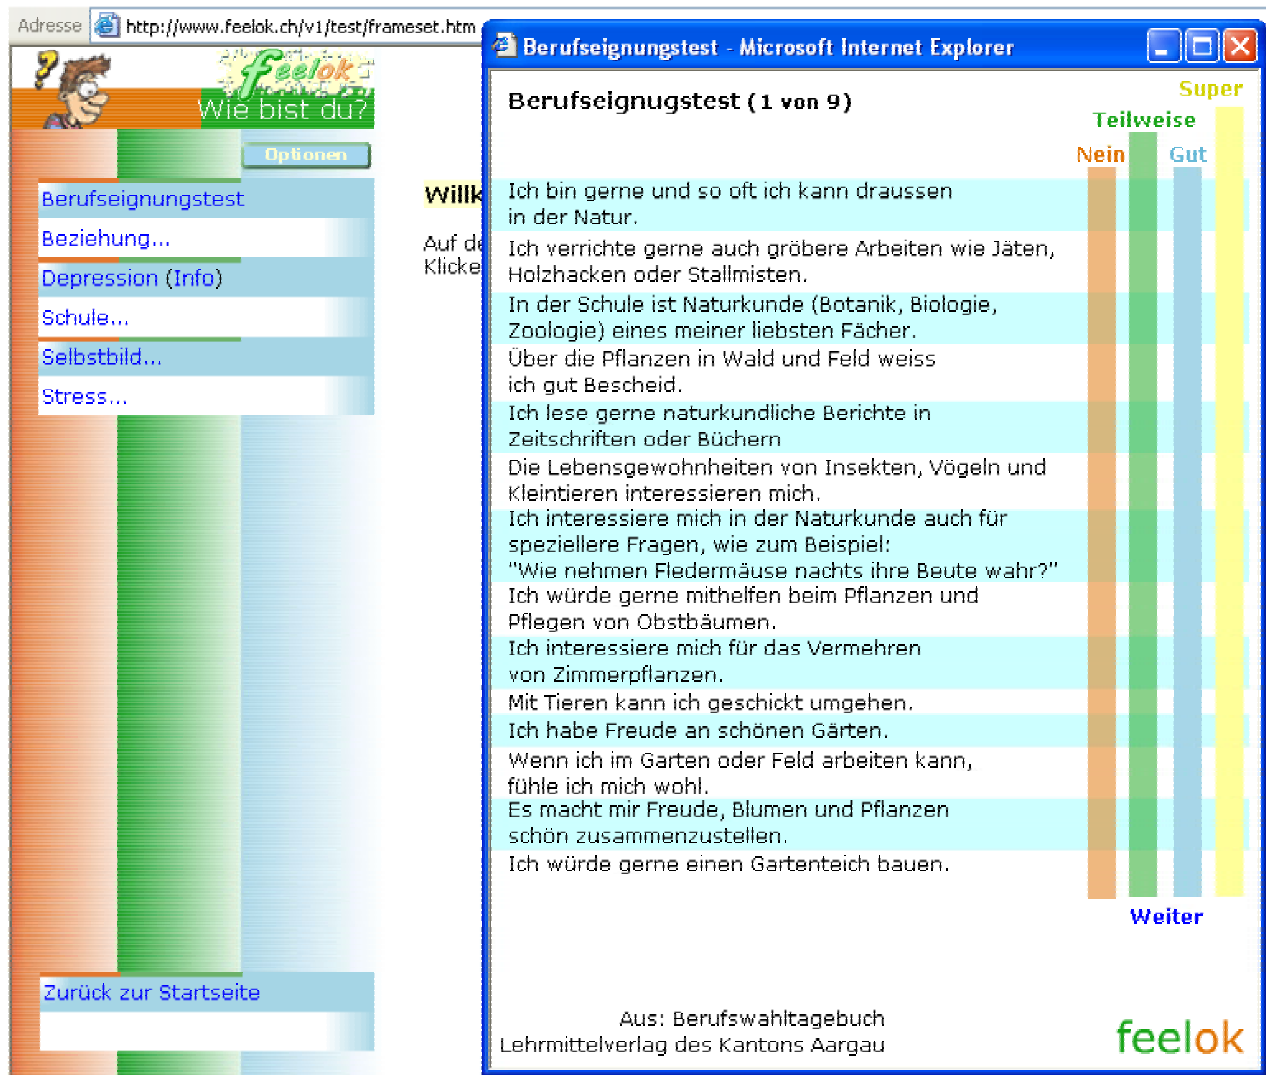 Adresse http://www.feelok.ch/v1/test/frameset.htm
?
feelok
Wie bist du?
Optionen
Berufseignungstest
Beziehung...
Depression (Info)
Schule...
Selbstbild...
Stress...
Zurück zur Startseite
Auf
Klicke
Berufseignungstest - Microsoft Internet Explorer
Berufseignugstest (1 von 9)
Super
Teilweise
Nein Gut
Ich bin gerne und so oft ich kann draussen
in der Natur.
Ich verrichte gerne auch gröbere Arbeiten wie Jäten,
Holzhacken oder Stallmisten.
In der Schule ist Naturkunde (Botanik, Biologie,
Zoologie) eines meiner liebsten Fächer.
Über die Pflanzen in Wald und Feld weiss
ich gut Bescheid.
Ich lese gerne naturkundliche Berichte in
Zeitschriften oder Büchern
Die Lebensgewohnheiten von Insekten, Vögeln und
Kleintieren interessieren mich.
Ich interessiere mich in der Naturkunde auch für
speziellere Fragen, wie zum Beispiel:
"Wie nehmen Fledermäuse nachts ihre Beute wahr?"
Ich würde gerne mithelfen beim Pflanzen und
Pflegen von Obstbäumen.
Ich interessiere mich für das Vermehren
von Zimmerpflanzen.
Mit Tieren kann ich geschickt umgehen.
Ich habe Freude an schönen Gärten.
Wenn ich im Garten oder Feld arbeiten kann,
fühle ich mich wohl.
Es macht mir Freude, Blumen und Pflanzen
schön zusammenzustellen.
Ich würde gerne einen Gartenteich bauen.
Weiter
Aus: Berufswahltagebuch
Lehrmittelverlag des Kantons Aargau
feelok